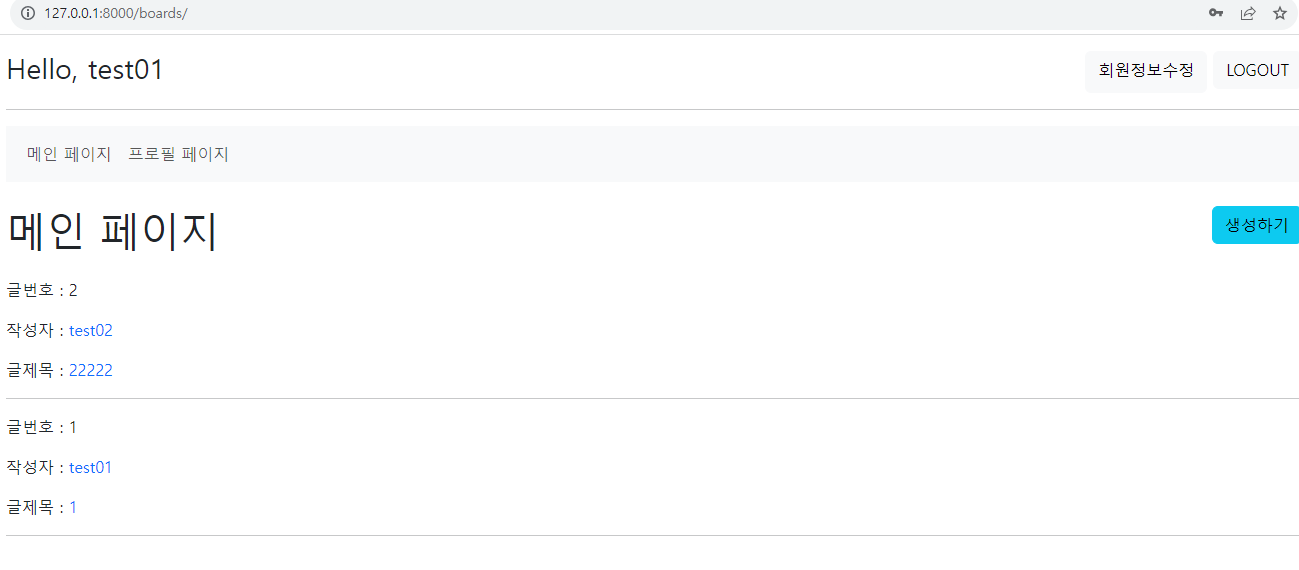 127.0.0.1:8000/boards/
Hello, test01 회원정보수정 LOGOUT
메인 페이지 프로필 페이지
메인 페이지 생성하기
글번호 : 2
작성자 : test02
글제목 : 22222
글번호 : 1
작성자 : test01
글제목 : 1